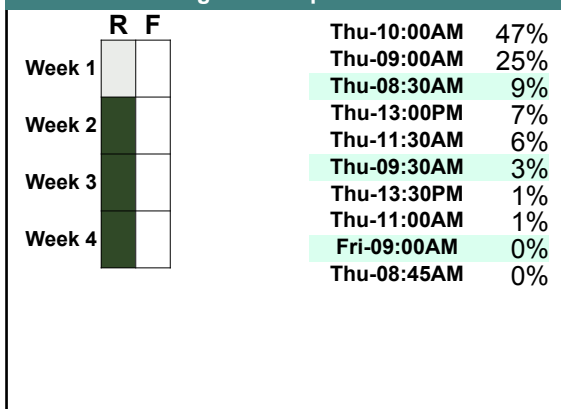 R F
Week 1
Week 2
Week 3
Week 4
Thu-10:00AM 47%
Thu-09:00AM 25%
Thu-08:30AM 9%
Thu-13:00PM 7%
Thu-11:30AM 6%
Thu-09:30AM 3%
Thu-13:30PM 1%
Thu-11:00AM 1%
Fri-09:00AM 0%
Thu-08:45AM 0%